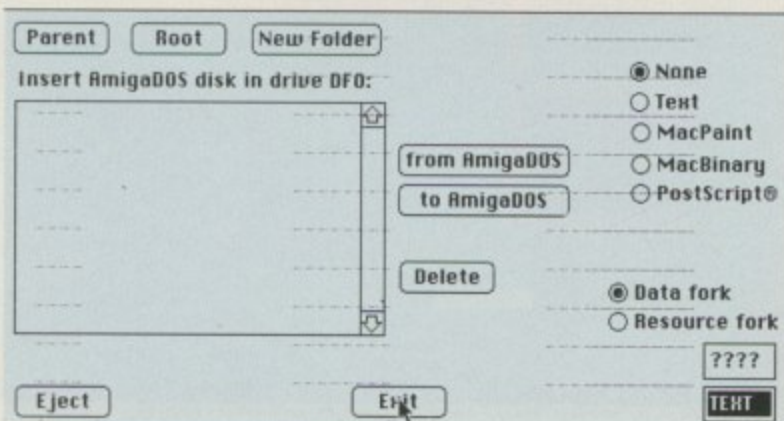 Parent Root New Folder
Insert AmigaDOS disk in drive DF0:
None
Text
MacPaint
from AmigaDOS MacBinary
to AmigaDOS PostScript®
Delete
Data fork
Resource fork
????
Eject Exit TEXT